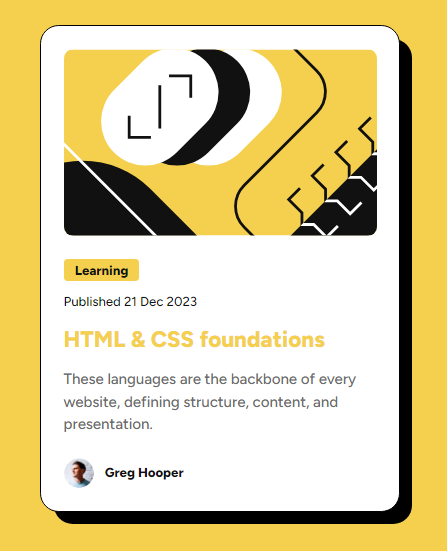 Learning
Published 21 Dec 2023
HTML & CSS foundations
These languages are the backbone of every
website, defining structure, content, and
presentation.
Greg Hooper